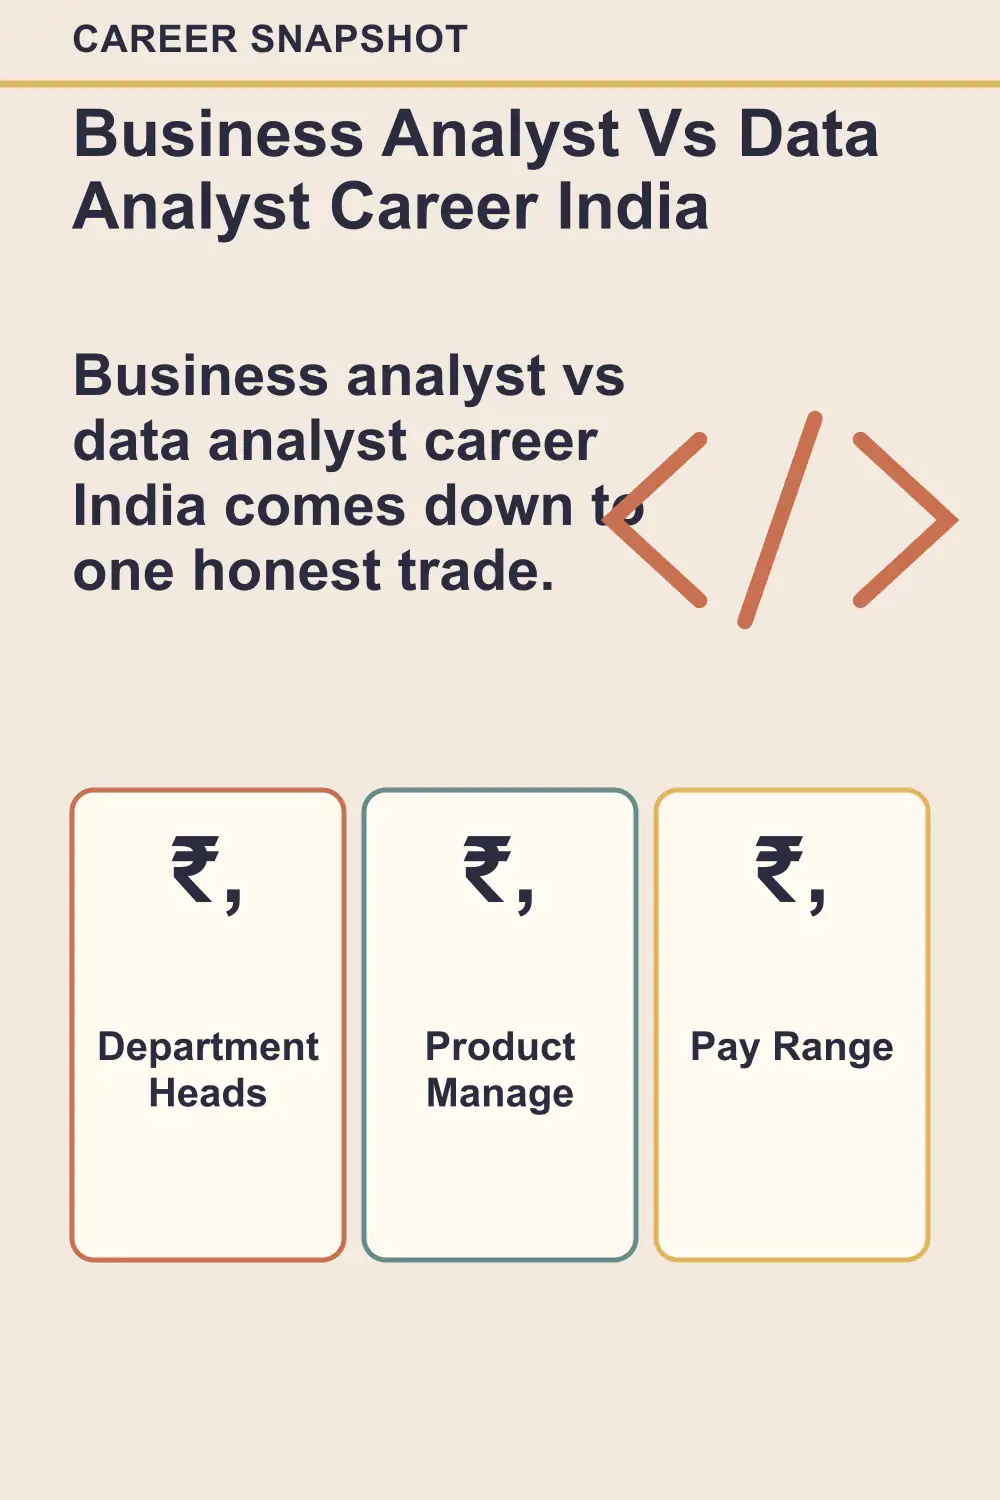 CAREER SNAPSHOT
Business Analyst Vs Data
Analyst Career India
Business analyst vs
data analyst career
India comes down to
one honest trade.
₹,
Department
Heads
₹,
Product
Manage
₹,
Pay Range